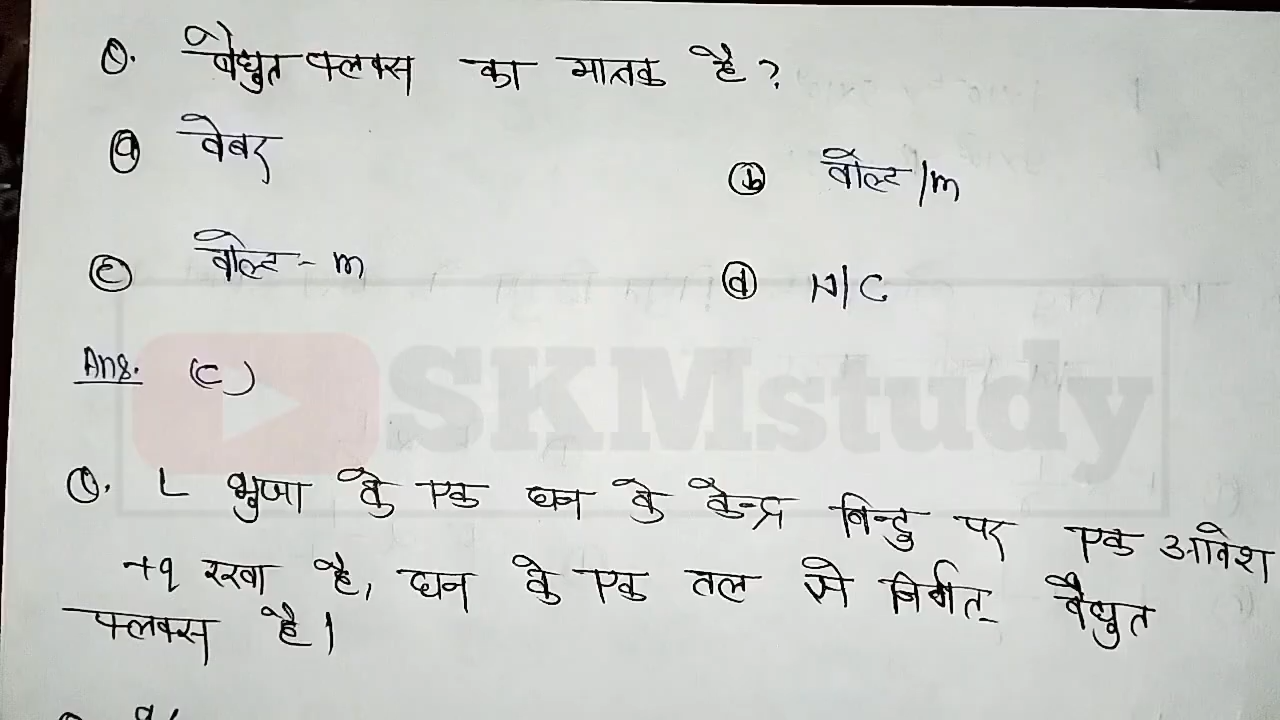 Q. वैद्युत फ्लक्स का मात्रक है?
(a) वेबर
(b) वोल्ट/m
(c) वोल्ट - m
(d) N/C
Ans. (C)
SKMstudy
Q. L भुजा के एक घन के केन्द्र बिन्दु पर एक आवेश
+q रखा है, घन के एक तल से निर्गत वैद्युत
फ्लक्स है।